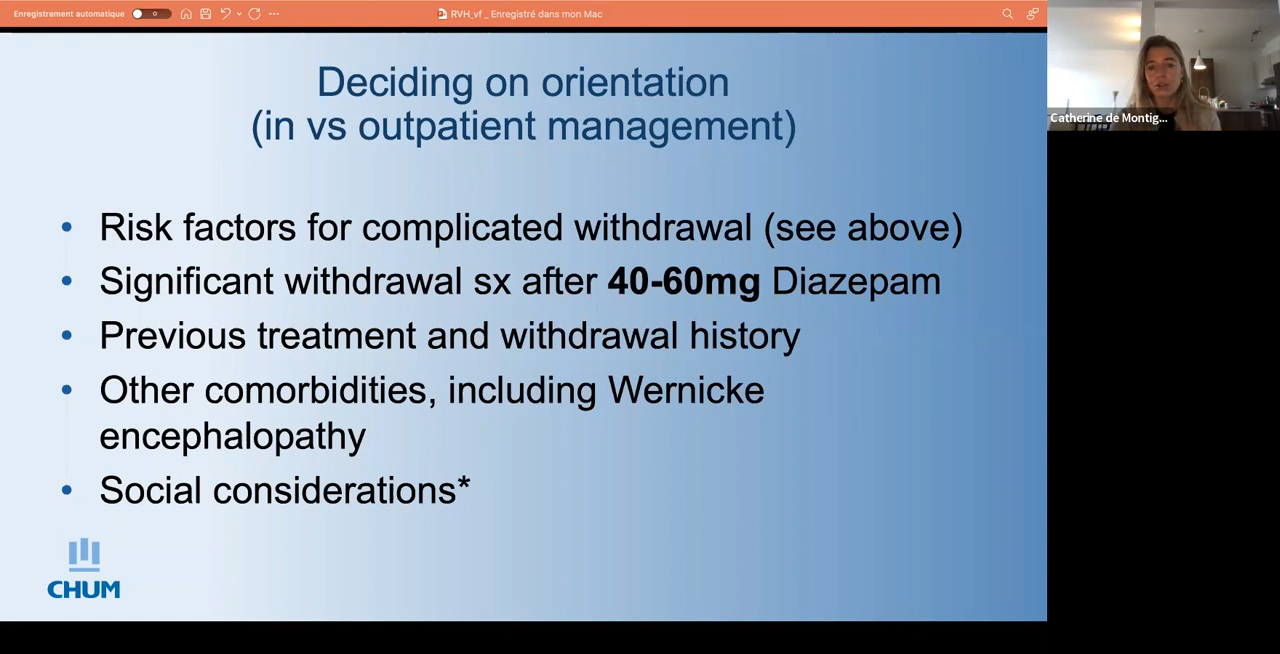 Enregistrement automatique
RVH_vf _ Enregistré dans mon Mac
Deciding on orientation
(in vs outpatient management)
• Risk factors for complicated withdrawal (see above)
• Significant withdrawal sx after 40-60mg Diazepam
• Previous treatment and withdrawal history
• Other comorbidities, including Wernicke
encephalopathy
• Social considerations*
CHUM
Catherine de Montig...